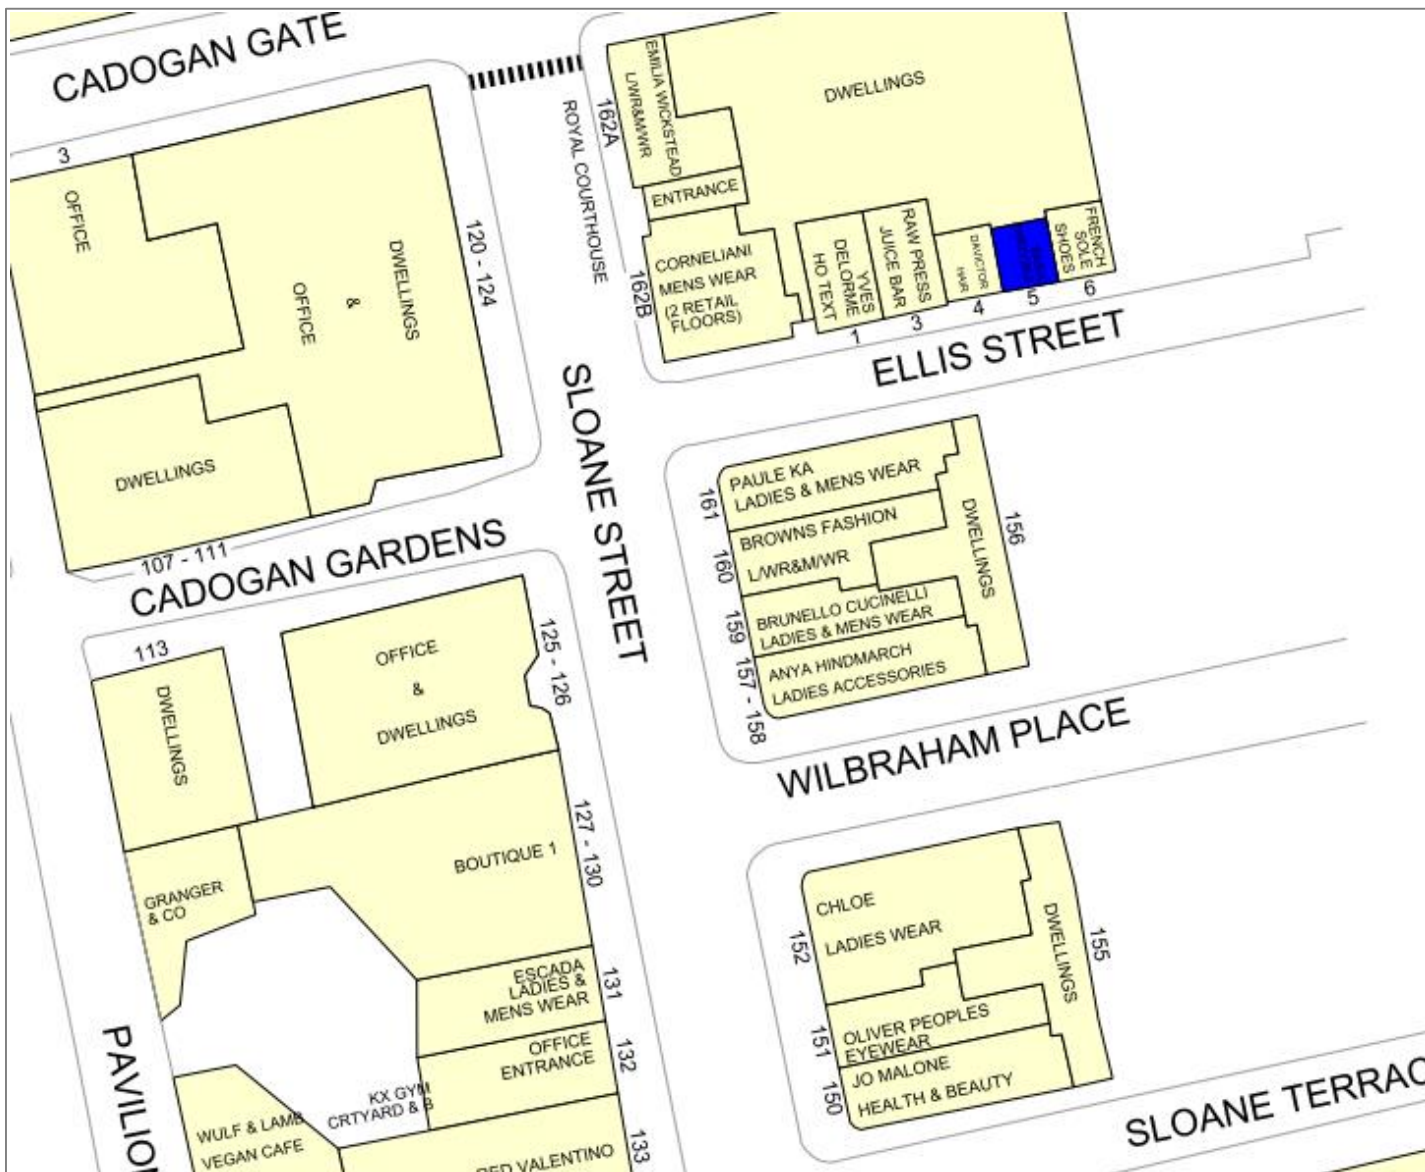 CADOGAN GATE
3
OFFICE
OFFICE
&
DWELLINGS
120 - 124
DWELLINGS
107 - 111
CADOGAN GARDENS
ROYAL COURTHOUSE
162A
EMILIA WICKSTEAD
L/WR&M/WR
ENTRANCE
162B
CORNELIANI
MENS WEAR
(2 RETAIL
FLOORS)
DWELLINGS
YVES
DELORME
HO TEXT
1
RAW PRESS
JUICE BAR
3
DAVICTOR
HAIR
4
5
FRENCH
SOLE
SHOES
6
ELLIS STREET
SLOANE STREET
161
PAULE KA
LADIES & MENS WEAR
160
BROWNS FASHION
L/WR&M/WR
159
BRUNELLO CUCINELLI
LADIES & MENS WEAR
157 - 158
ANYA HINDMARCH
LADIES ACCESSORIES
DWELLINGS
156
WILBRAHAM PLACE
113
DWELLINGS
OFFICE
&
DWELLINGS
125 - 126
BOUTIQUE 1
127 - 130
GRANGER
& CO
ESCADA
LADIES &
MENS WEAR
131
OFFICE
ENTRANCE
132
KX GYM
CRTYARD & B
WULF & LAMB
VEGAN CAFE
RED VALENTINO
133
PAVILION
152
CHLOE
LADIES WEAR
151
OLIVER PEOPLES
EYEWEAR
150
JO MALONE
HEALTH & BEAUTY
DWELLINGS
155
SLOANE TERRAC